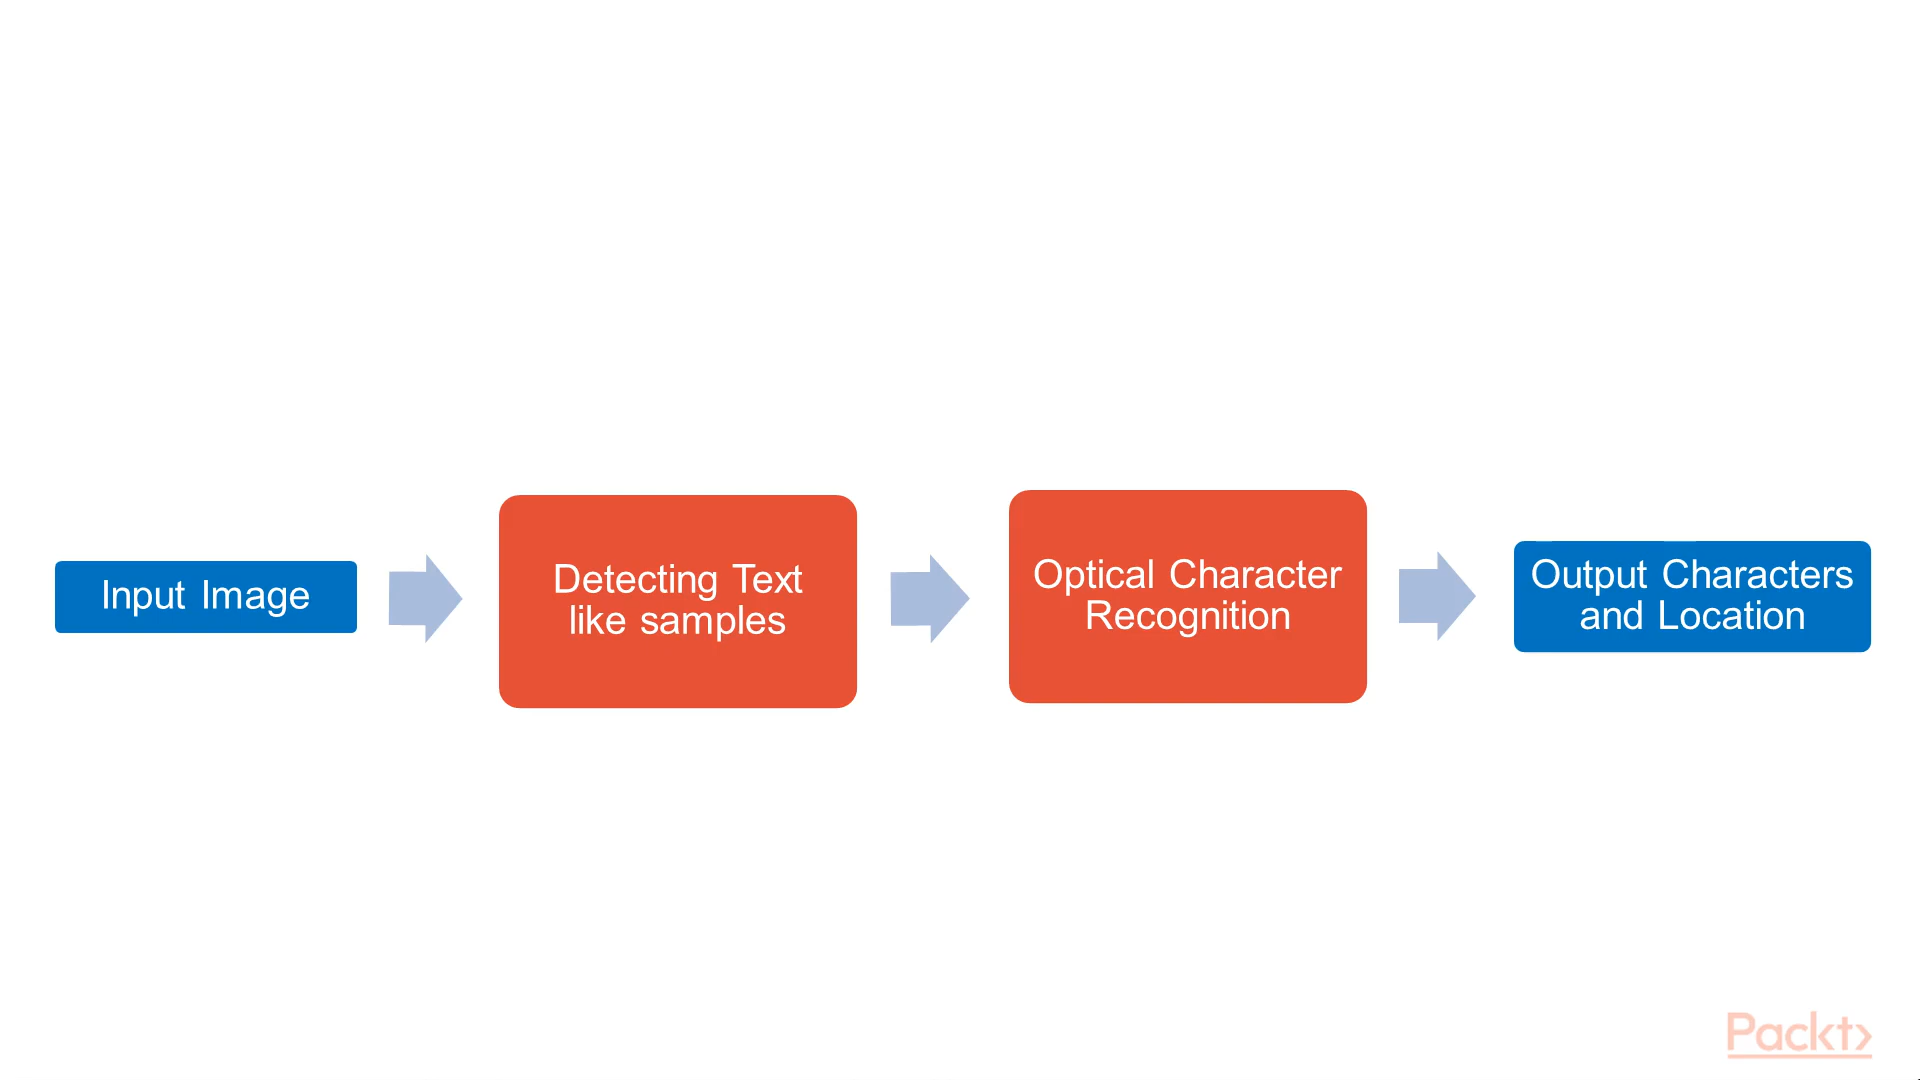 Input Image
Detecting Text
like samples
Optical Character
Recognition
Output Characters
and Location
Packt>